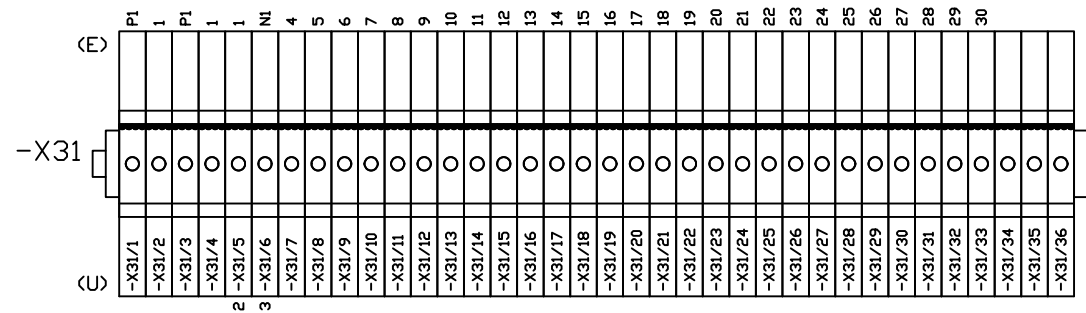 P1 1 P1 1 1 N1 4 5 6 7 8 9 10 11 12 13 14 15 16 17 18 19 20 21 22 23 24 25 26 27 28 29 30
(E)
-X31
-X31/1 -X31/2 -X31/3 -X31/4 -X31/5 -X31/6 -X31/7 -X31/8 -X31/9 -X31/10 -X31/11 -X31/12 -X31/13 -X31/14 -X31/15 -X31/16 -X31/17 -X31/18 -X31/19 -X31/20 -X31/21 -X31/22 -X31/23 -X31/24 -X31/25 -X31/26 -X31/27 -X31/28 -X31/29 -X31/30 -X31/31 -X31/32 -X31/33 -X31/34 -X31/35 -X31/36
(U)
2 3